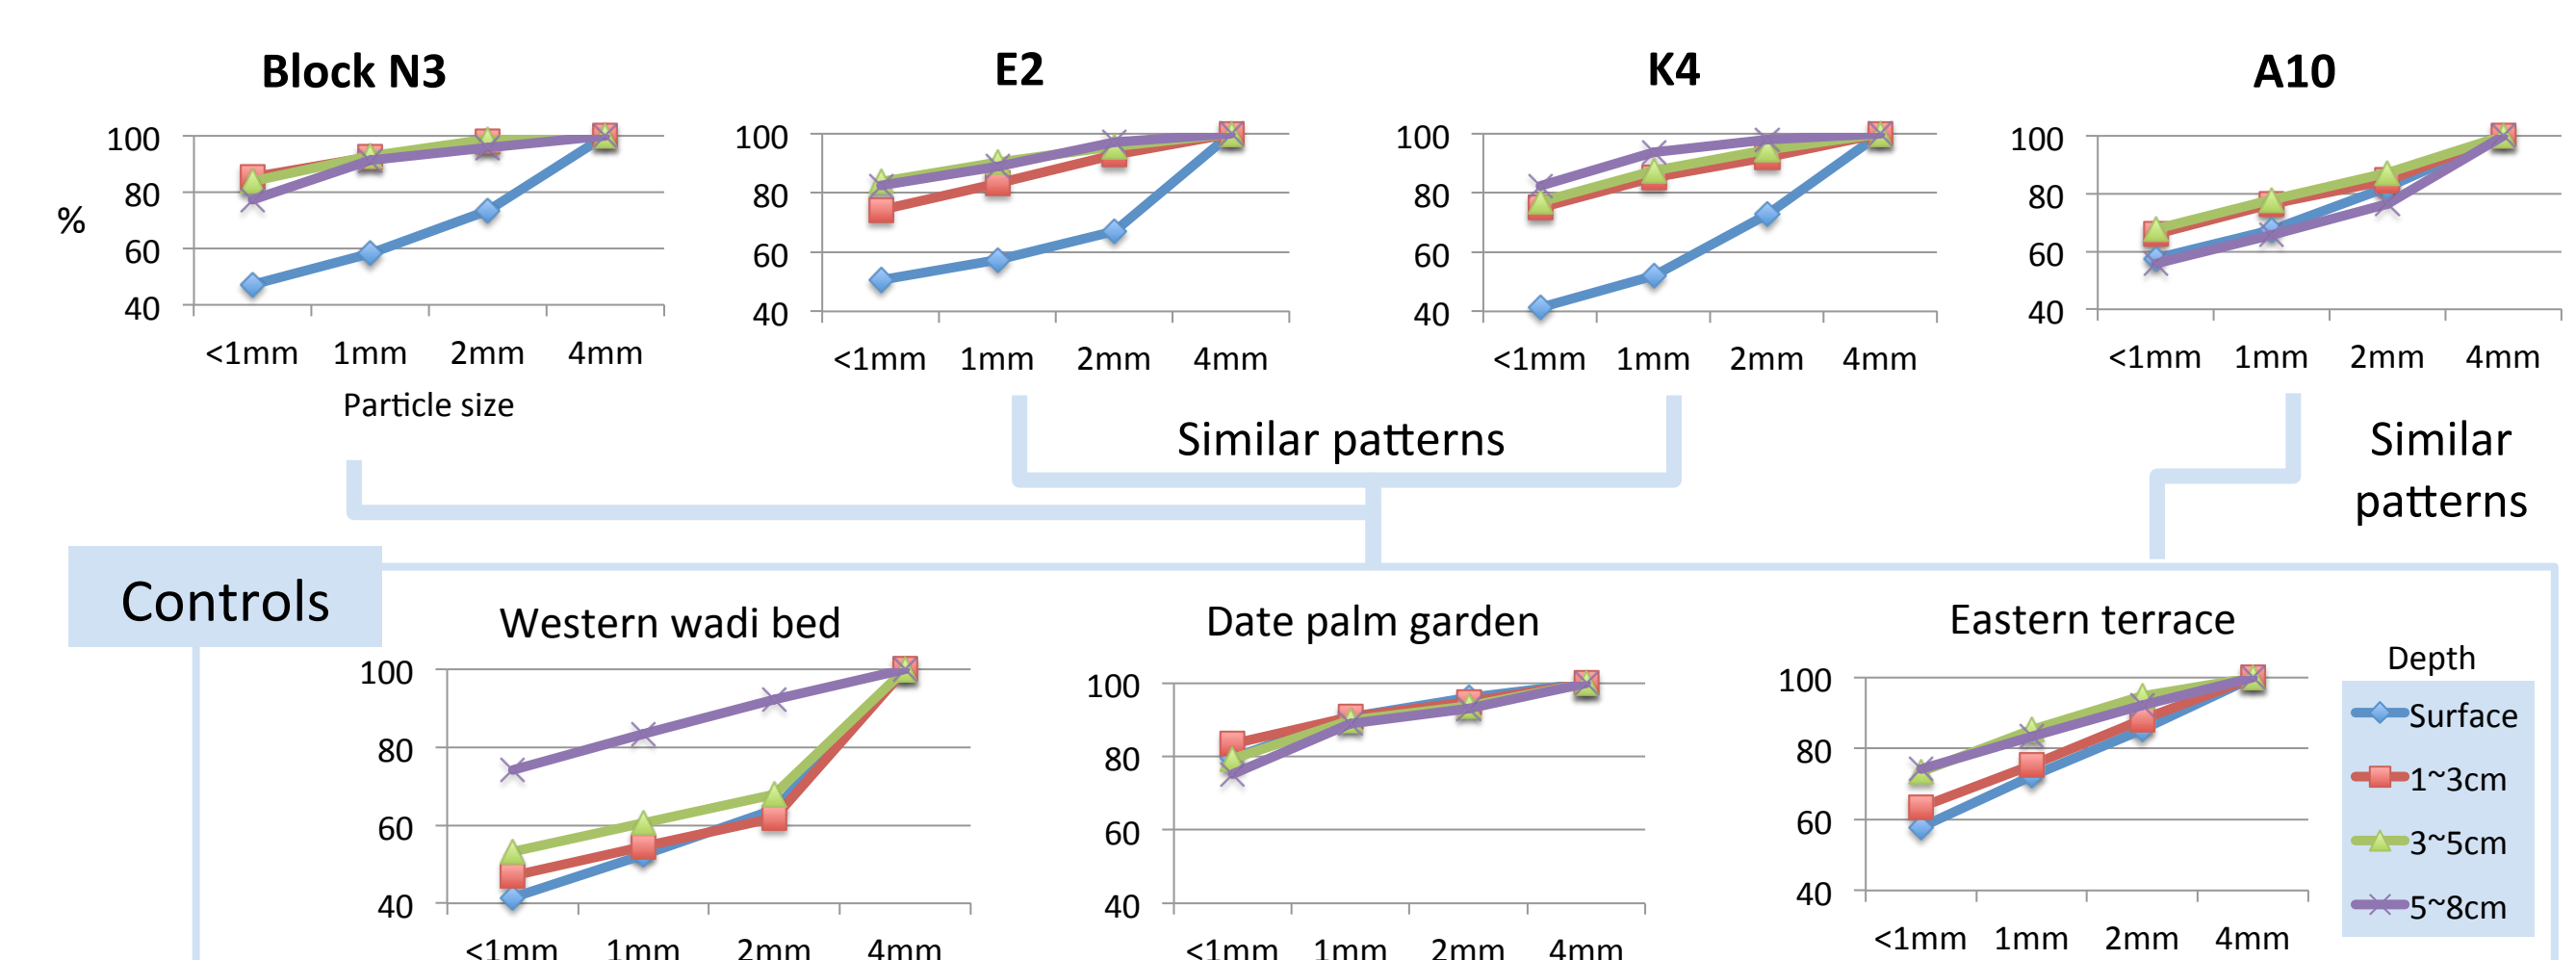 Block N3
E2
K4
A10
100
80
60
40
%
<1mm 1mm 2mm 4mm
Particle size
100
80
60
40
<1mm 1mm 2mm 4mm
100
80
60
40
<1mm 1mm 2mm 4mm
100
80
60
40
<1mm 1mm 2mm 4mm
Similar patterns
Similar
patterns
Controls
Western wadi bed
100
80
60
40
<1mm 1mm 2mm 4mm
Date palm garden
100
80
60
40
<1mm 1mm 2mm 4mm
Eastern terrace
100
80
60
40
<1mm 1mm 2mm 4mm
Depth
Surface
1~3cm
3~5cm
5~8cm